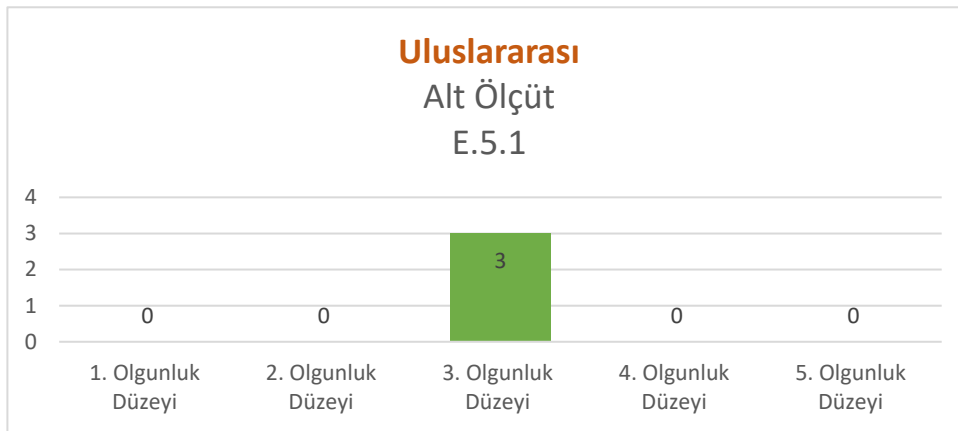 Uluslararası
Alt Ölçüt
E.5.1
4
3
2
1
0
0
0
3
0
0
1. Olgunluk
Düzeyi
2. Olgunluk
Düzeyi
3. Olgunluk
Düzeyi
4. Olgunluk
Düzeyi
5. Olgunluk
Düzeyi